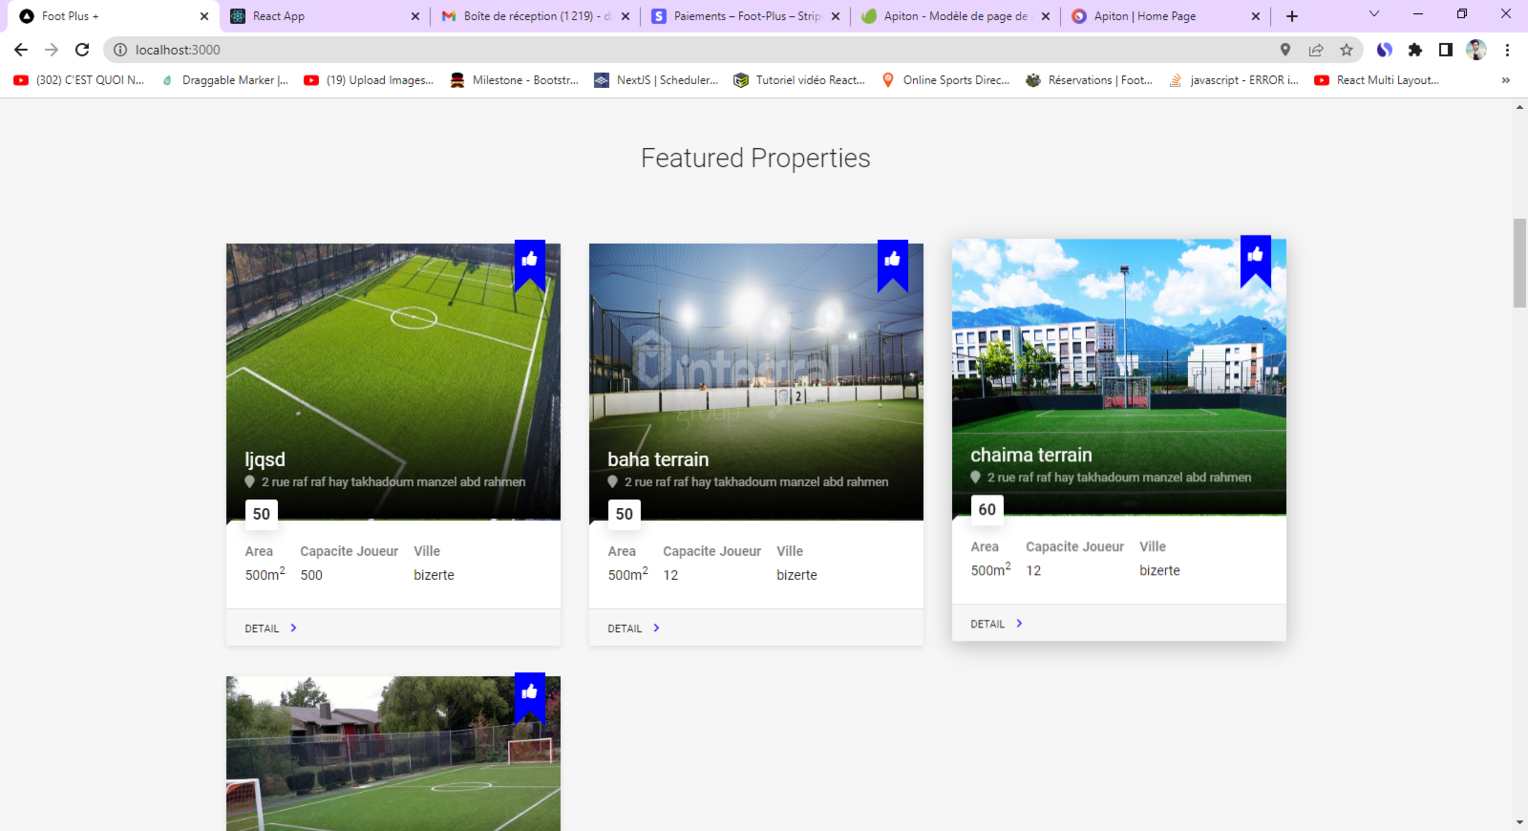 Foot Plus +
React App
Boîte de réception (1 219) - d
Paiements – Foot-Plus – Strip
Apiton - Modèle de page de
Apiton | Home Page
localhost:3000
(302) C'EST QUOI N...
Draggable Marker |...
(19) Upload Images...
Milestone - Bootstr...
NextJS | Scheduler...
Tutoriel vidéo React...
Online Sports Direc...
Réservations | Foot...
javascript - ERROR i...
React Multi Layout...
Featured Properties
ljqsd
2 rue raf raf hay takhadoum manzel abd rahmen
50
Area Capacite Joueur Ville
500m2 500 bizerte
DETAIL
integral
group
2
baha terrain
2 rue raf raf hay takhadoum manzel abd rahmen
50
Area Capacite Joueur Ville
500m2 12 bizerte
DETAIL
chaima terrain
2 rue raf raf hay takhadoum manzel abd rahmen
60
Area Capacite Joueur Ville
500m2 12 bizerte
DETAIL